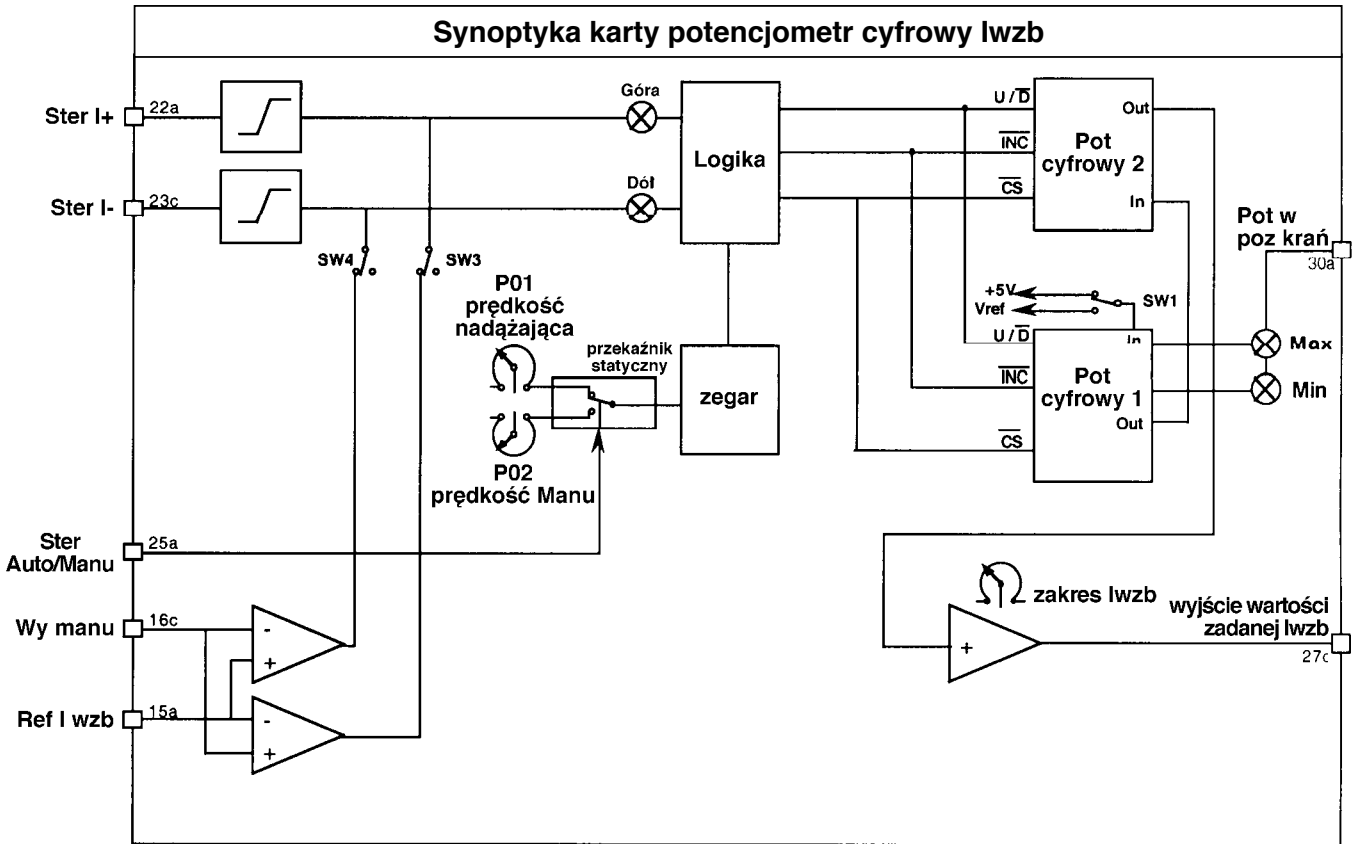 Synoptyka karty potencjometr cyfrowy Iwzb
Ster I+
22a
Góra
Logika
U / D
INC
CS
Out
Pot
cyfrowy 2
In
Ster I-
23c
Dół
Pot w
poz krań
30a
SW4
SW3
P01
prędkość
nadążająca
przekaźnik
statyczny
zegar
+5V
Vref
SW1
U / D
INC
CS
In
Pot
cyfrowy 1
Out
Max
Min
P02
prędkość Manu
Ster
Auto/Manu
25a
Wy manu
16c
-
+
Ref I wzb
15a
-
+
zakres Iwzb
+
wyjście wartości
zadanej Iwzb
27c